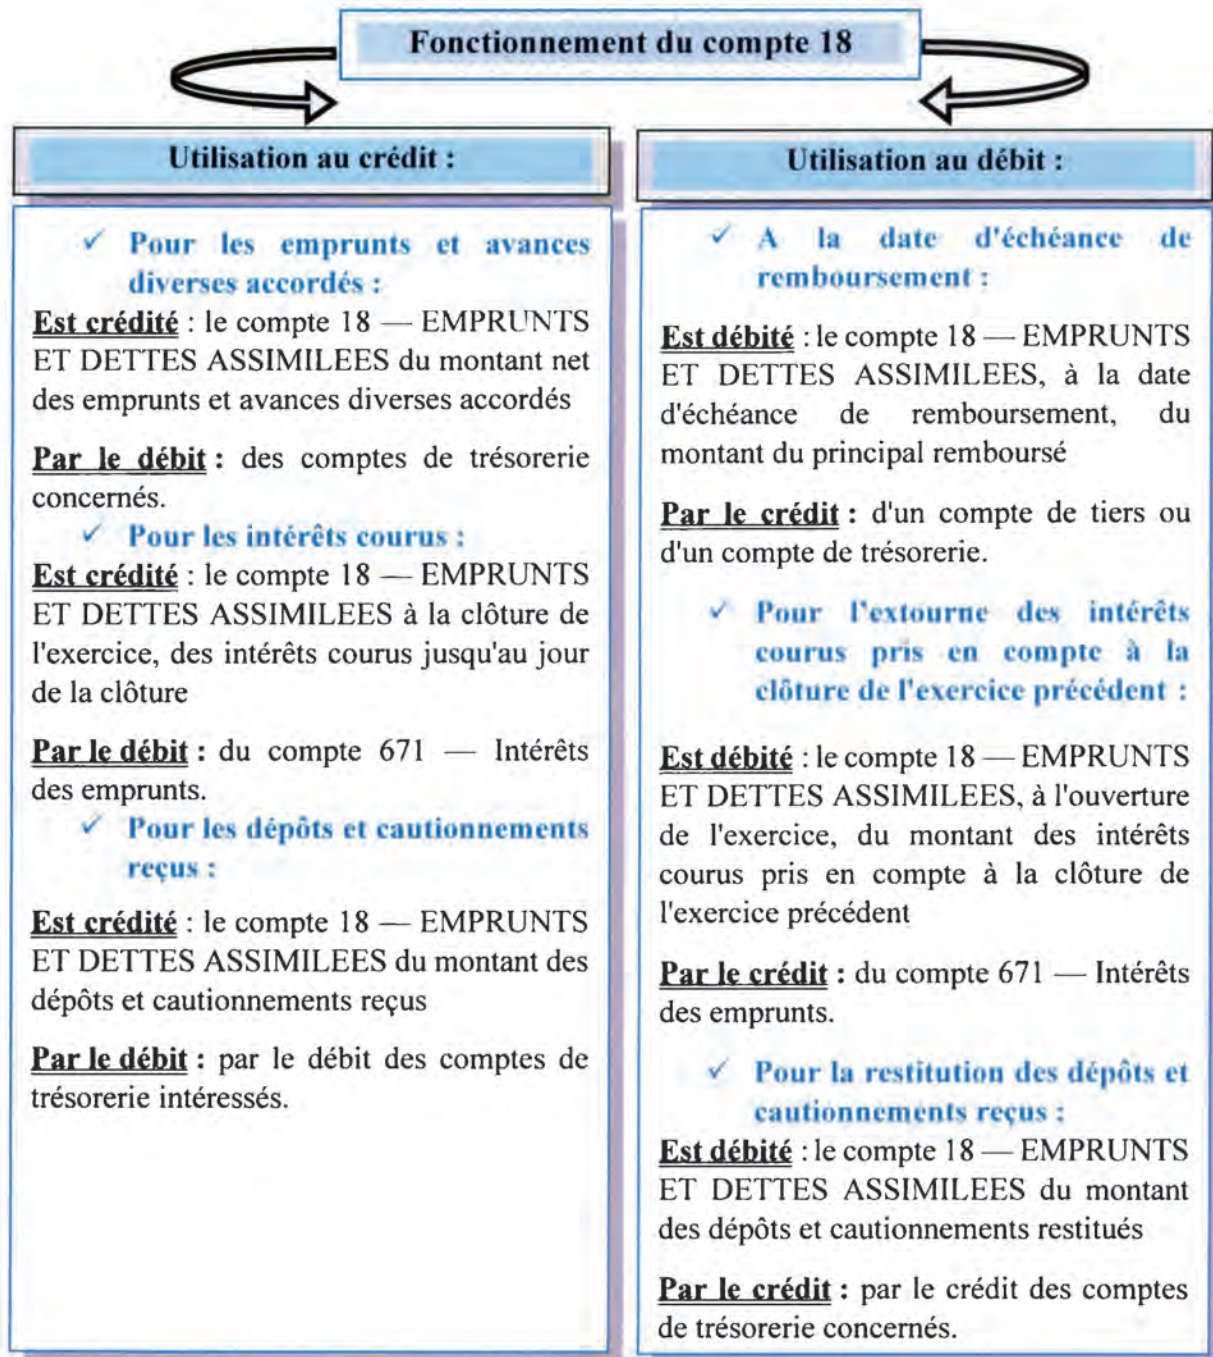 Fonctionnement du compte 18
Utilisation au crédit :
✓ Pour les emprunts et avances
diverses accordés :
Est crédité : le compte 18 — EMPRUNTS
ET DETTES ASSIMILEES du montant net
des emprunts et avances diverses accordés
Par le débit : des comptes de trésorerie
concernés.
✓ Pour les intérêts courus :
Est crédité : le compte 18 — EMPRUNTS
ET DETTES ASSIMILEES à la clôture de
l'exercice, des intérêts courus jusqu'au jour
de la clôture
Par le débit : du compte 671 — Intérêts
des emprunts.
✓ Pour les dépôts et cautionnements
reçus :
Est crédité : le compte 18 — EMPRUNTS
ET DETTES ASSIMILEES du montant des
dépôts et cautionnements reçus
Par le débit : par le débit des comptes de
trésorerie intéressés.
Utilisation au débit :
✓ A la date d'échéance de
remboursement :
Est débité : le compte 18 — EMPRUNTS
ET DETTES ASSIMILEES, à la date
d'échéance de remboursement, du
montant du principal remboursé
Par le crédit : d'un compte de tiers ou
d'un compte de trésorerie.
✓ Pour l'extourne des intérêts
courus pris en compte à la
clôture de l'exercice précédent :
Est débité : le compte 18 — EMPRUNTS
ET DETTES ASSIMILEES, à l'ouverture
de l'exercice, du montant des intérêts
courus pris en compte à la clôture de
l'exercice précédent
Par le crédit : du compte 671 — Intérêts
des emprunts.
✓ Pour la restitution des dépôts et
cautionnements reçus :
Est débité : le compte 18 — EMPRUNTS
ET DETTES ASSIMILEES du montant
des dépôts et cautionnements restitués
Par le crédit : par le crédit des comptes
de trésorerie concernés.